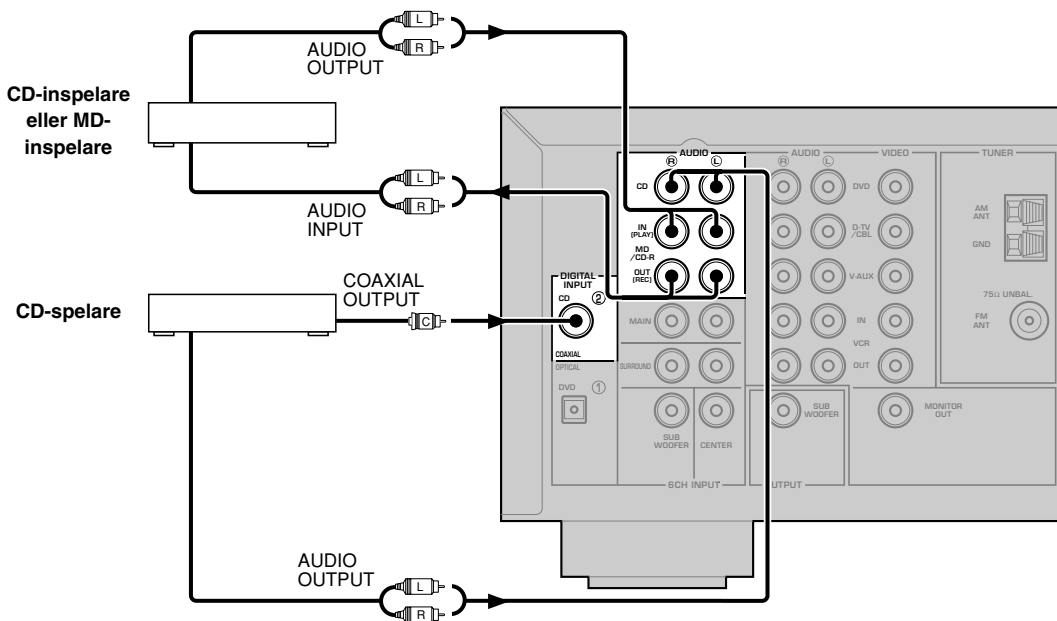 L
R
AUDIO
OUTPUT
CD-inspelare
eller MD-
inspelare
L
R
AUDIO
INPUT
COAXIAL
OUTPUT
C
CD-spelare
AUDIO
OUTPUT
L
R
AUDIO
R
L
CD
IN
(PLAY)
MD
/CD-R
OUT
(REC)
DIGITAL
INPUT
CD
2
COAXIAL
OPTICAL
DVD
1
MAIN
SURROUND
SUB
WOOFER
CENTER
6CH INPUT
AUDIO
R
L
VIDEO
DVD
D-TV
/CBL
V-AUX
IN
VCR
OUT
SUB
WOOFER
OUTPUT
MONITOR
OUT
TUNER
AM
ANT
GND
75Ω UNBAL.
FM
ANT